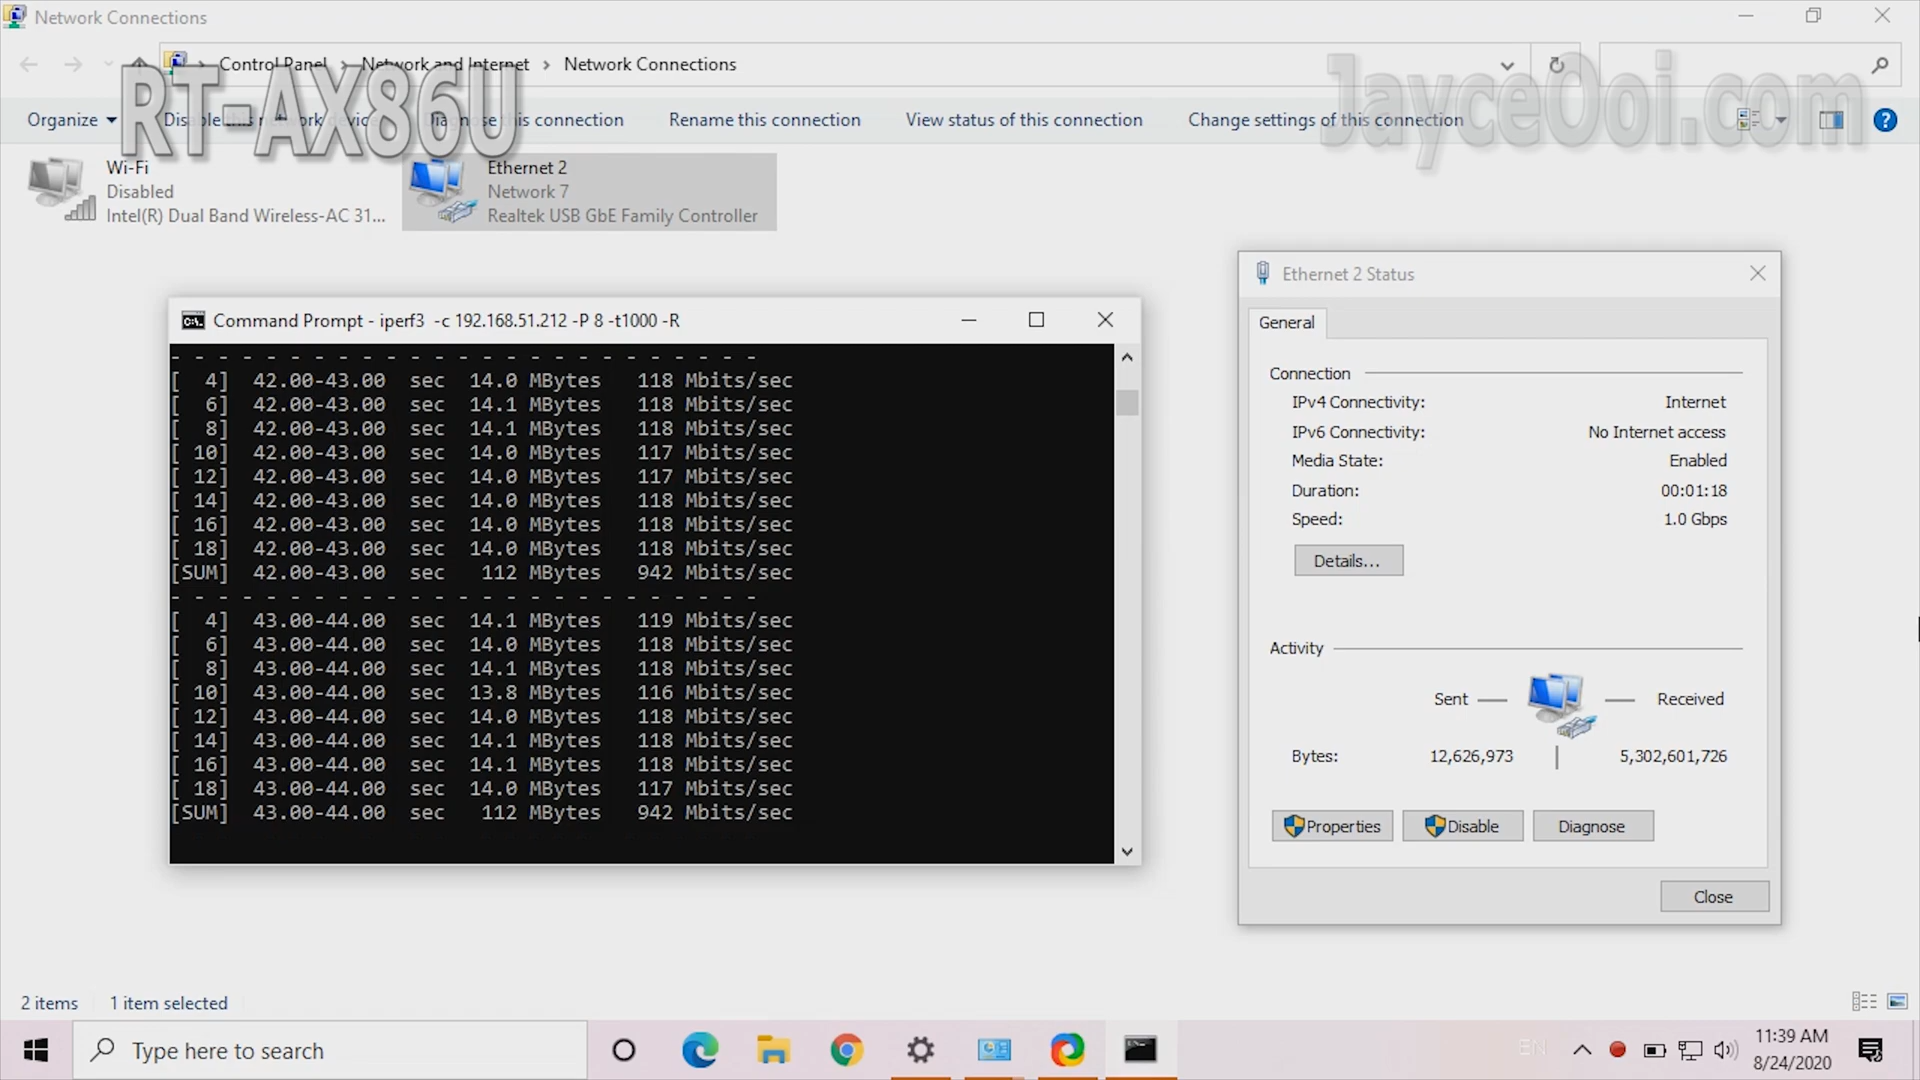 Network Connections
Control Panel > Network and Internet > Network Connections
RT-AX86U
JayceOoi.com
Organize Disable this network device Diagnose this connection Rename this connection View status of this connection Change settings of this connection
Wi-Fi
Disabled
Intel(R) Dual Band Wireless-AC 31...
Ethernet 2
Network 7
Realtek USB GbE Family Controller
Command Prompt - iperf3 -c 192.168.51.212 -P 8 -t1000 -R
- - - - - - - - - - - - - - - - - - - - - - - - -
[  4]  42.00-43.00  sec  14.0 MBytes   118 Mbits/sec
[  6]  42.00-43.00  sec  14.1 MBytes   118 Mbits/sec
[  8]  42.00-43.00  sec  14.1 MBytes   118 Mbits/sec
[ 10]  42.00-43.00  sec  14.0 MBytes   117 Mbits/sec
[ 12]  42.00-43.00  sec  14.0 MBytes   117 Mbits/sec
[ 14]  42.00-43.00  sec  14.0 MBytes   118 Mbits/sec
[ 16]  42.00-43.00  sec  14.0 MBytes   118 Mbits/sec
[ 18]  42.00-43.00  sec  14.0 MBytes   118 Mbits/sec
[SUM]  42.00-43.00  sec   112 MBytes   942 Mbits/sec
- - - - - - - - - - - - - - - - - - - - - - - - -
[  4]  43.00-44.00  sec  14.1 MBytes   119 Mbits/sec
[  6]  43.00-44.00  sec  14.0 MBytes   118 Mbits/sec
[  8]  43.00-44.00  sec  14.1 MBytes   118 Mbits/sec
[ 10]  43.00-44.00  sec  13.8 MBytes   116 Mbits/sec
[ 12]  43.00-44.00  sec  14.0 MBytes   118 Mbits/sec
[ 14]  43.00-44.00  sec  14.1 MBytes   118 Mbits/sec
[ 16]  43.00-44.00  sec  14.1 MBytes   118 Mbits/sec
[ 18]  43.00-44.00  sec  14.0 MBytes   117 Mbits/sec
[SUM]  43.00-44.00  sec   112 MBytes   942 Mbits/sec
Ethernet 2 Status
General
Connection
IPv4 Connectivity: Internet
IPv6 Connectivity: No Internet access
Media State: Enabled
Duration: 00:01:18
Speed: 1.0 Gbps
Details...
Activity
Sent — — Received
Bytes: 12,626,973 | 5,302,601,726
Properties Disable Diagnose
Close
2 items 1 item selected
Type here to search
EN
11:39 AM
8/24/2020